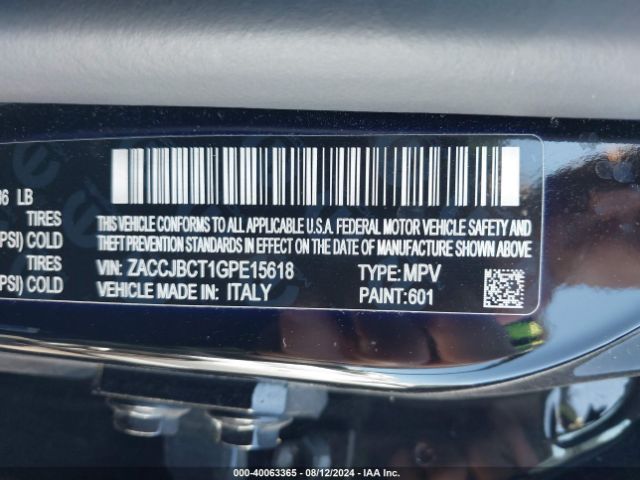 06 LB
TIRES
PSI) COLD
TIRES
PSI) COLD
THIS VEHICLE CONFORMS TO ALL APPLICABLE U.S.A. FEDERAL MOTOR VEHICLE SAFETY AND
THEFT PREVENTION STANDARDS IN EFFECT ON THE DATE OF MANUFACTURE SHOWN ABOVE.
VIN: ZACCJBCT1GPE15618 TYPE: MPV
VEHICLE MADE IN: ITALY PAINT: 601
000-40063365 - 08/12/2024 - IAA Inc.